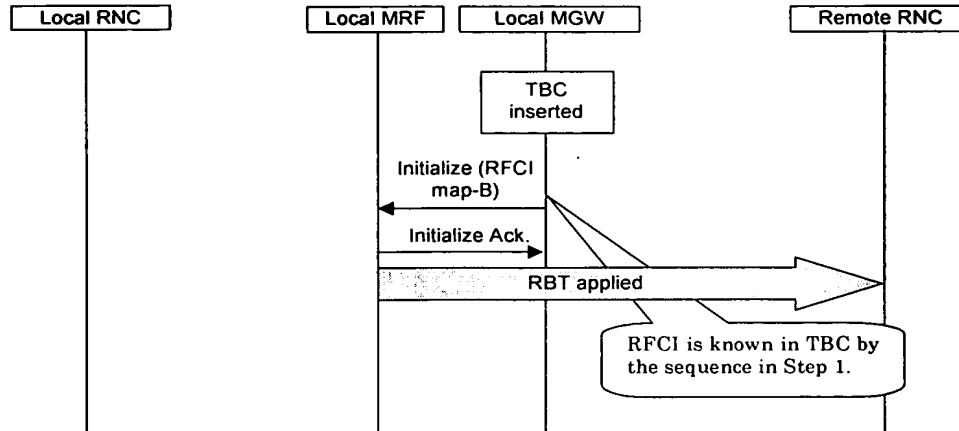 Local RNC
Local MRF
Local MGW
Remote RNC
TBC
inserted
Initialize (RFCI
map-B)
Initialize Ack.
RBT applied
RFCI is known in TBC by
the sequence in Step 1.